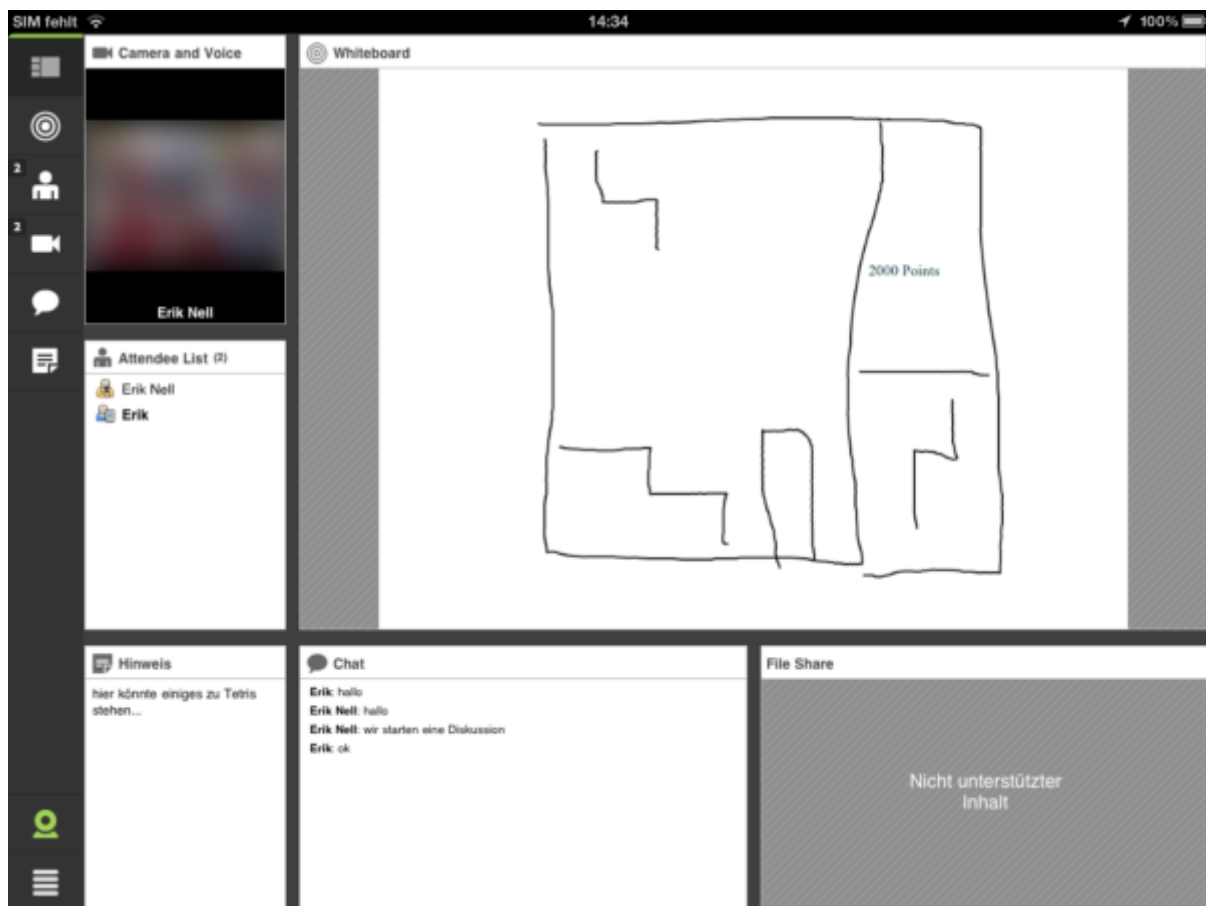 SIM fehlt 14:34 100%
Camera and Voice
Erik Nell
2
2
Attendee List (2)
Erik Nell
Erik
Whiteboard
2000 Points
Hinweis
hier könnte einiges zu Tetris
stehen...
Chat
Erik: hallo
Erik Nell: hallo
Erik Nell: wir starten eine Diskussion
Erik: ok
File Share
Nicht unterstützter
Inhalt